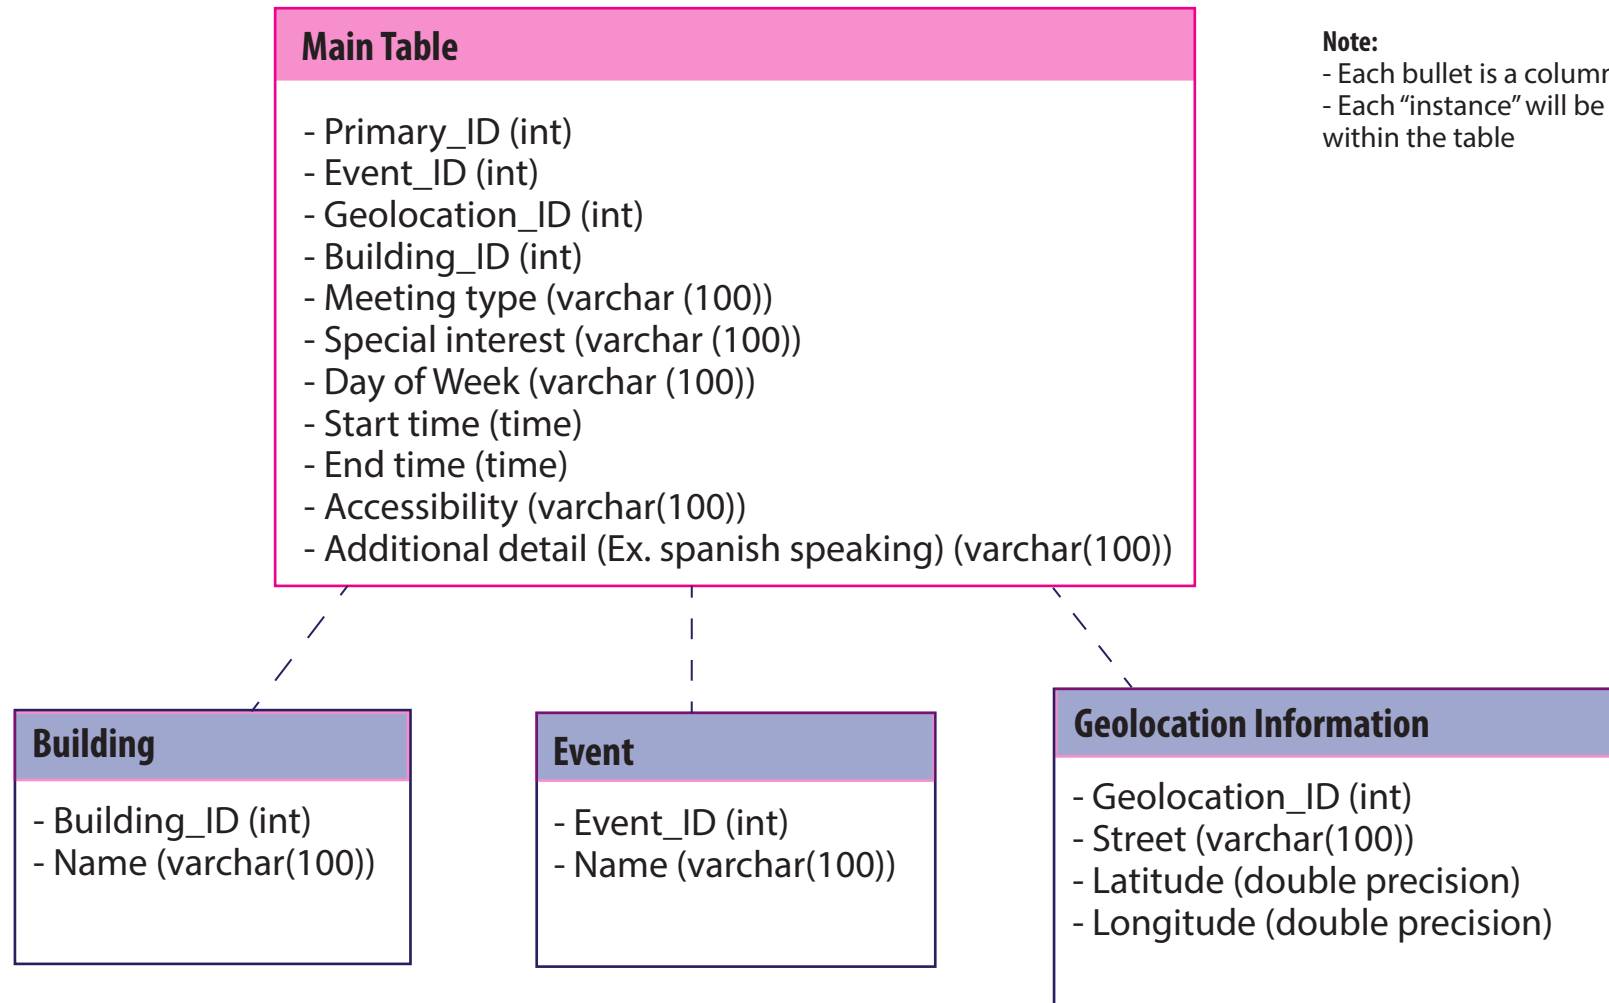 Main Table
- Primary_ID (int)
- Event_ID (int)
- Geolocation_ID (int)
- Building_ID (int)
- Meeting type (varchar (100))
- Special interest (varchar (100))
- Day of Week (varchar (100))
- Start time (time)
- End time (time)
- Accessibility (varchar(100))
- Additional detail (Ex. spanish speaking) (varchar(100))
Note:
- Each bullet is a column
- Each “instance” will be
within the table
Building
- Building_ID (int)
- Name (varchar(100))
Event
- Event_ID (int)
- Name (varchar(100))
Geolocation Information
- Geolocation_ID (int)
- Street (varchar(100))
- Latitude (double precision)
- Longitude (double precision)